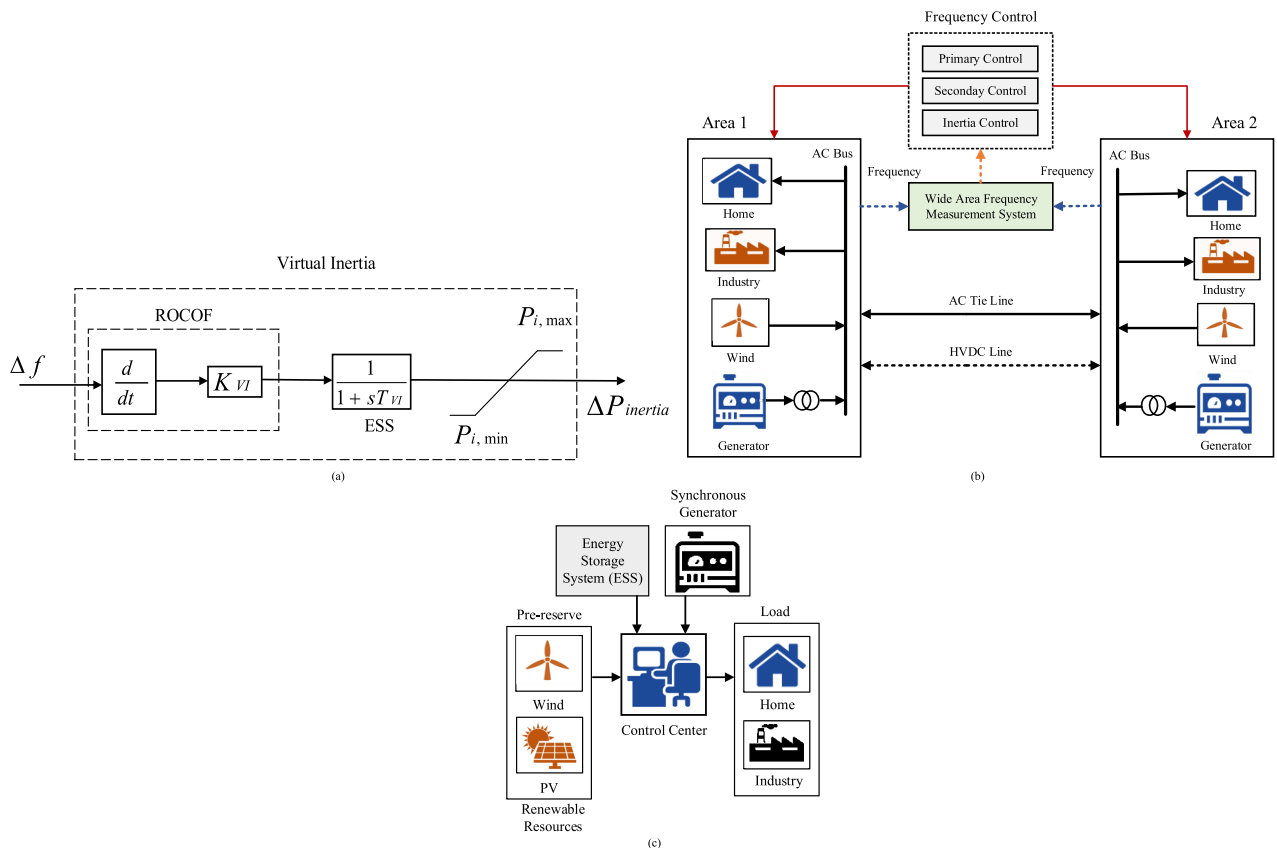 Virtual Inertia
ROCOF
Δf
d
dt
K VI
1
1 + sT VI
ESS
P i, max
P i, min
ΔP inertia
(a)
Frequency Control
Primary Control
Seconday Control
Inertia Control
Area 1
Area 2
AC Bus
AC Bus
Frequency
Frequency
Wide Area Frequency
Measurement System
Home
Industry
Wind
Generator
AC Tie Line
HVDC Line
Home
Industry
Wind
Generator
(b)
Synchronous
Generator
Energy
Storage
System (ESS)
Pre-reserve
Wind
PV
Renewable
Resources
Control Center
Load
Home
Industry
(c)